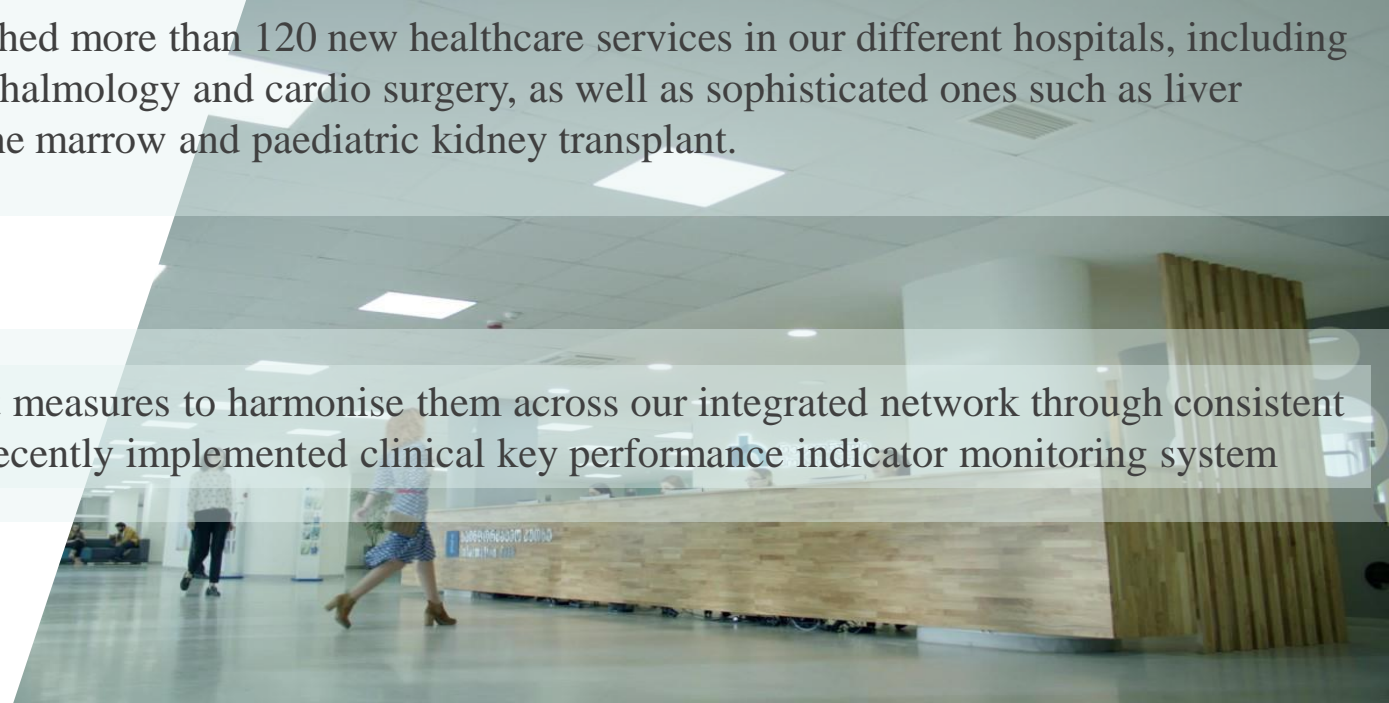 hed more than 120 new healthcare services in our different hospitals, including
halmology and cardio surgery, as well as sophisticated ones such as liver
ne marrow and paediatric kidney transplant.
measures to harmonise them across our integrated network through consistent
ecently implemented clinical key performance indicator monitoring system